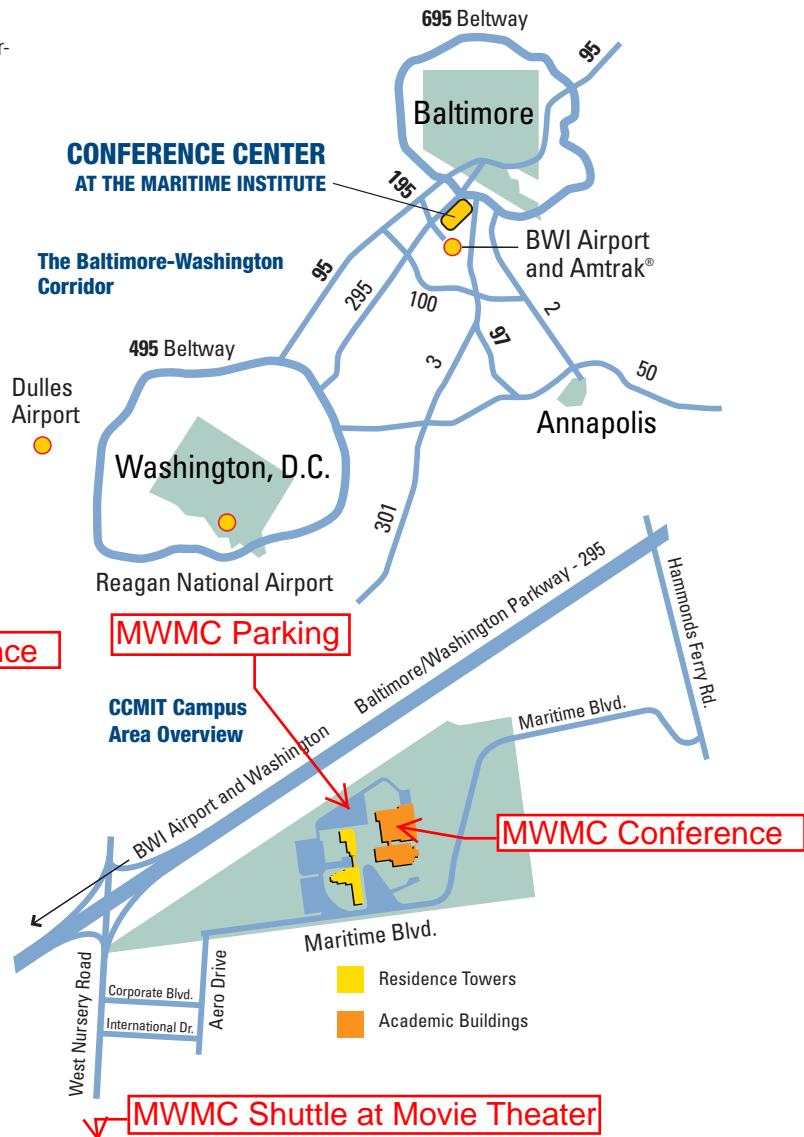 695 Beltway
r-
95
Baltimore
CONFERENCE CENTER
AT THE MARITIME INSTITUTE
195
BWI Airport
and Amtrak®
The Baltimore-Washington
Corridor
95
295
100
2
97
3
495 Beltway
50
Dulles
Airport
Annapolis
Washington, D.C.
301
Reagan National Airport
Baltimore/Washington Parkway - 295
Hammonds Ferry Rd.
MWMC Parking
nce
CCMIT Campus
Area Overview
Maritime Blvd.
BWI Airport and Washington
MWMC Conference
Maritime Blvd.
West Nursery Road
Aero Drive
Corporate Blvd.
International Dr.
Residence Towers
Academic Buildings
MWMC Shuttle at Movie Theater